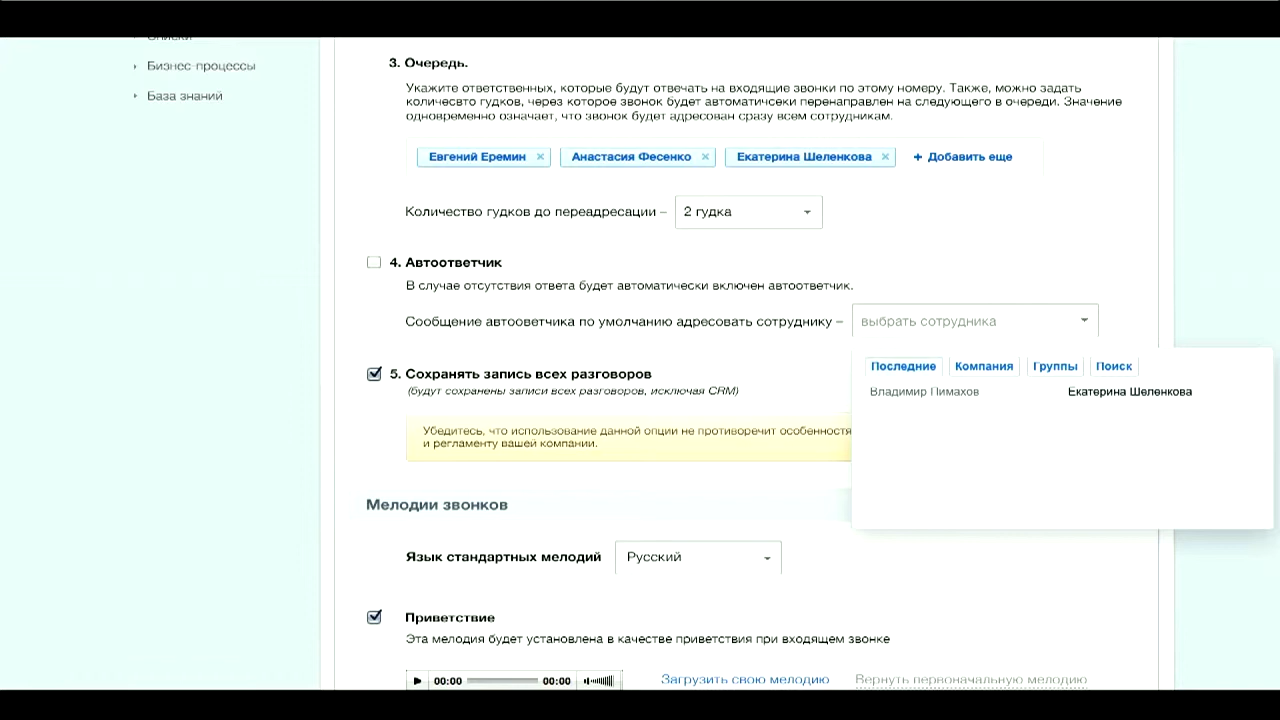 Списки
Бизнес-процессы
База знаний
3. Очередь.
Укажите ответственных, которые будут отвечать на входящие звонки по этому номеру. Также, можно задать
количесвто гудков, через которое звонок будет автоматичсеки перенаправлен на следующего в очереди. Значение
одновременно означает, что звонок будет адресован сразу всем сотрудникам.
Евгений Еремин × Анастасия Фесенко × Екатерина Шеленкова × + Добавить еще
Количество гудков до переадресации – 2 гудка
4. Автоответчик
В случае отсутствия ответа будет автоматически включен автоответчик.
Сообщение автооветчика по умолчанию адресовать сотруднику – выбрать сотрудника
Последние Компания Группы Поиск
Владимир Пимахов Екатерина Шеленкова
5. Сохранять запись всех разговоров
(будут сохранены записи всех разговоров, исключая CRM)
Убедитесь, что использование данной опции не противоречит особенностя
и регламенту вашей компании.
Мелодии звонков
Язык стандартных мелодий Русский
Приветствие
Эта мелодия будет установлена в качестве приветствия при входящем звонке
00:00 00:00 Загрузить свою мелодию Вернуть первоначальную мелодию